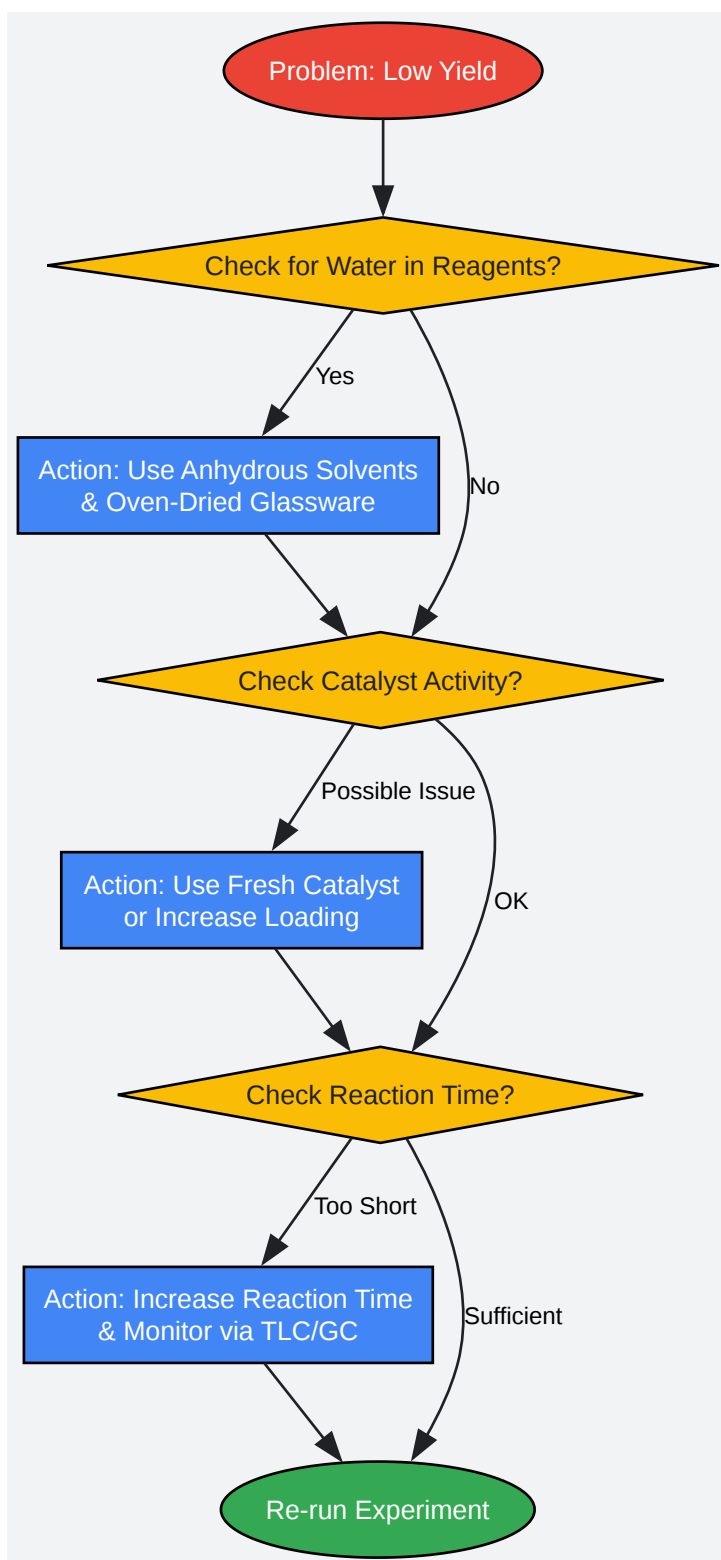 Problem: Low Yield
Check for Water in Reagents?
Yes
Action: Use Anhydrous Solvents
& Oven-Dried Glassware
No
Check Catalyst Activity?
Possible Issue
Action: Use Fresh Catalyst
or Increase Loading
OK
Check Reaction Time?
Too Short
Action: Increase Reaction Time
& Monitor via TLC/GC
Sufficient
Re-run Experiment